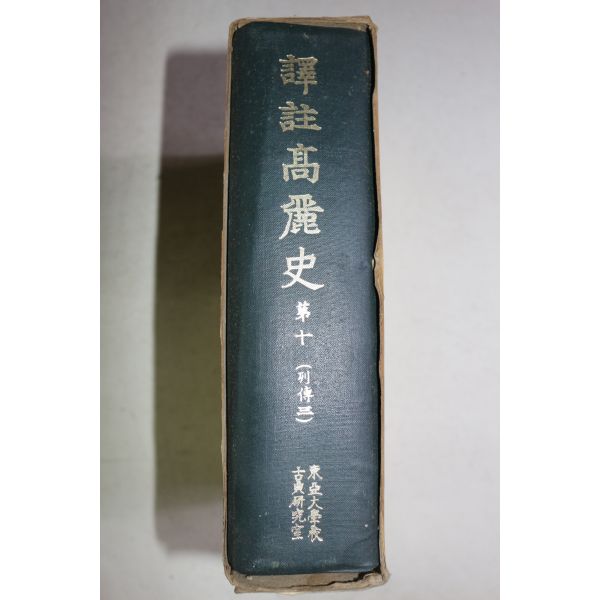 譯註高麗史
第十
(列傳三)
東亞大學校
古典研究室